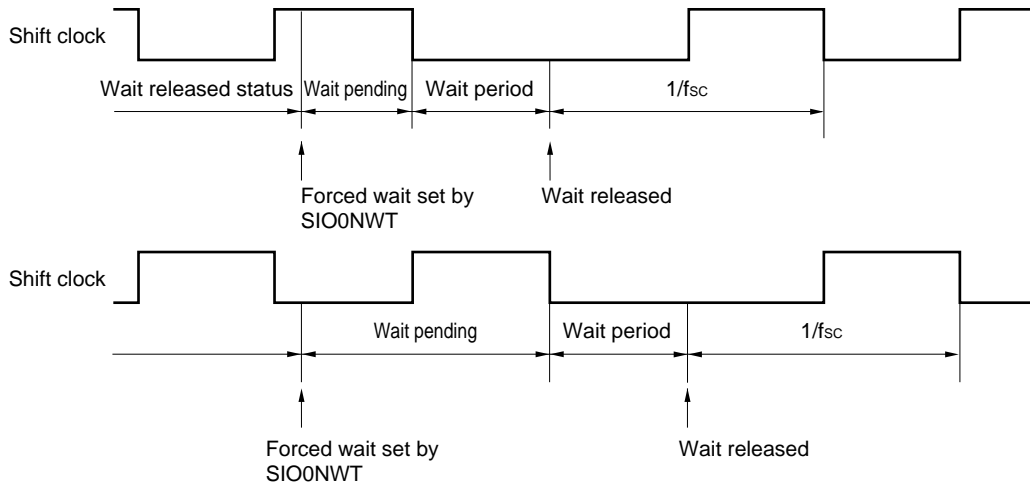 Shift clock
Wait released status
Wait pending
Wait period
1/fsc
Forced wait set by
SIO0NWT
Wait released
Shift clock
Wait pending
Wait period
1/fsc
Forced wait set by
SIO0NWT
Wait released